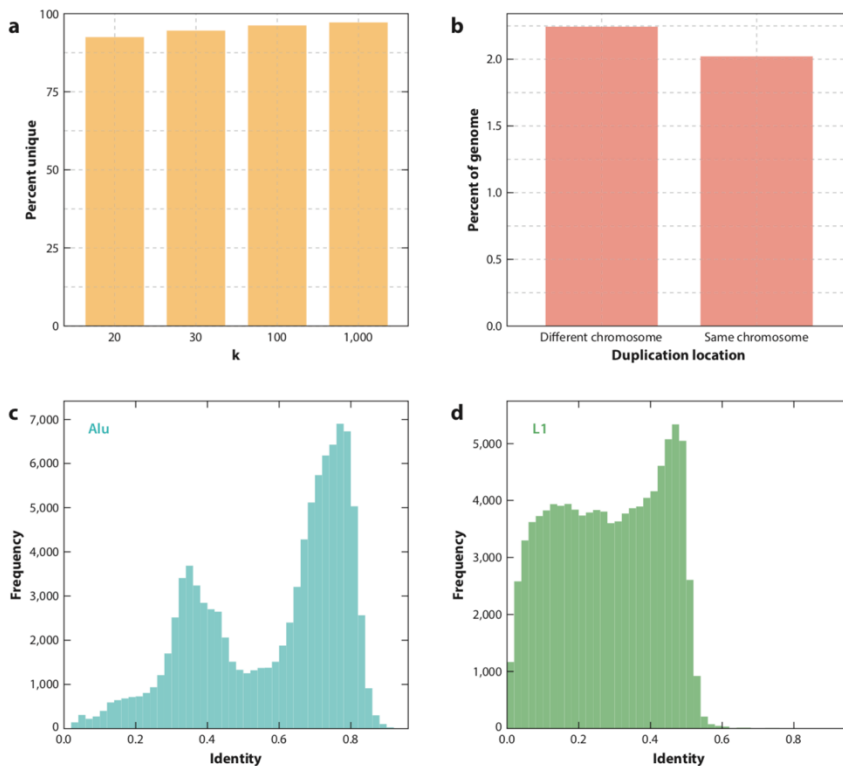 a
Percent unique
100
75
50
25
0
20 30 100 1,000
k
b
Percent of genome
2.0
1.5
1.0
0.5
0.0
Different chromosome Same chromosome
Duplication location
c
Alu
Frequency
7,000
6,000
5,000
4,000
3,000
2,000
1,000
0
0.0 0.2 0.4 0.6 0.8
Identity
d
L1
Frequency
5,000
4,000
3,000
2,000
1,000
0
0.0 0.2 0.4 0.6 0.8
Identity